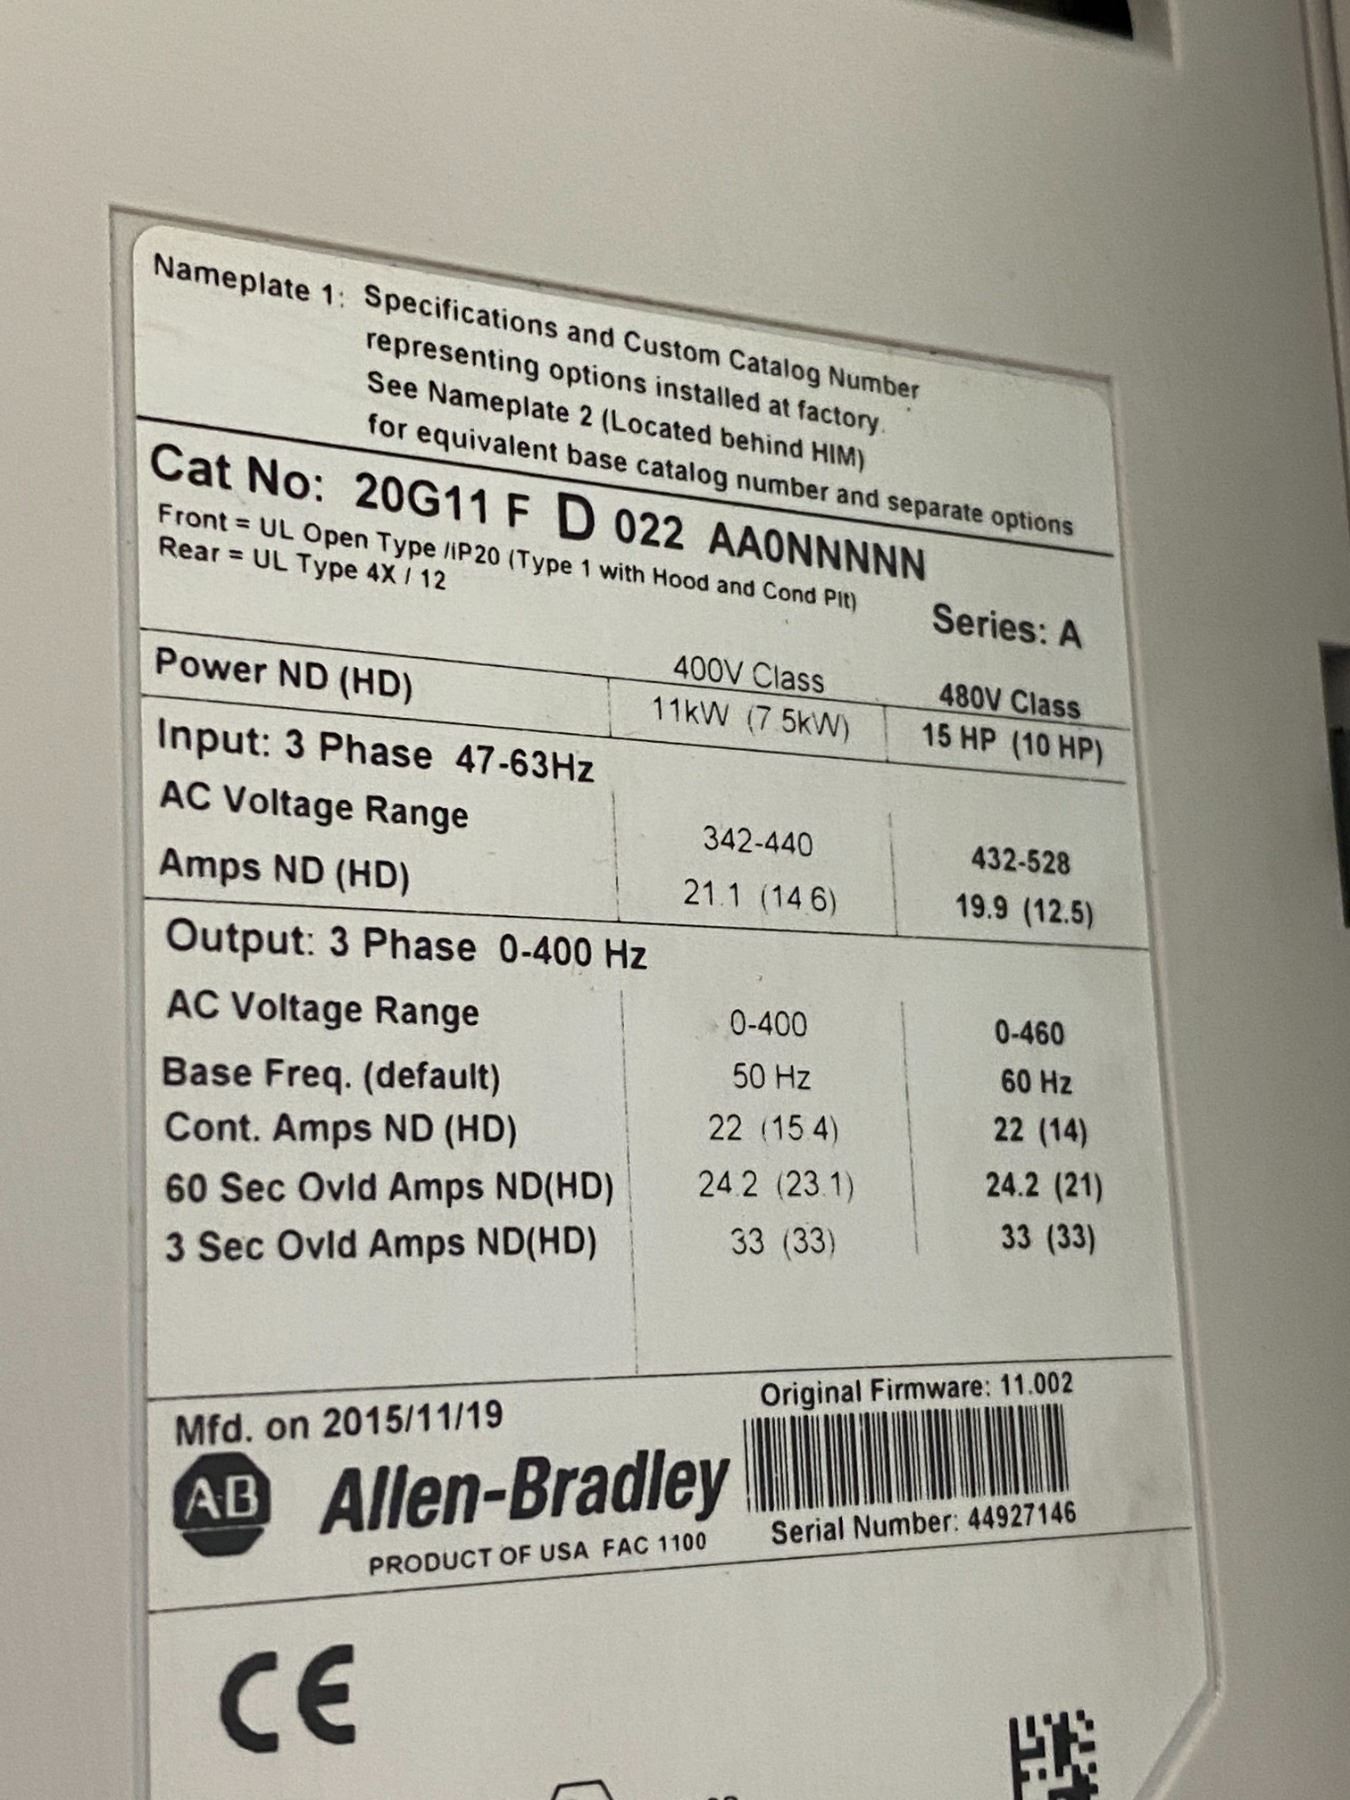 Nameplate 1: Specifications and Custom Catalog Number
representing options installed at factory.
See Nameplate 2 (Located behind HIM)
for equivalent base catalog number and separate options
Cat No: 20G11 F D 022 AA0NNNNN
Front = UL Open Type /iP20 (Type 1 with Hood and Cond Plt)
Rear = UL Type 4X / 12
Series: A
400V Class 480V Class
Power ND (HD) 11kW (7.5kW) 15 HP (10 HP)
Input: 3 Phase 47-63Hz
AC Voltage Range 342-440 432-528
Amps ND (HD) 21.1 (14.6) 19.9 (12.5)
Output: 3 Phase 0-400 Hz
AC Voltage Range 0-400 0-460
Base Freq. (default) 50 Hz 60 Hz
Cont. Amps ND (HD) 22 (15.4) 22 (14)
60 Sec Ovld Amps ND(HD) 24.2 (23.1) 24.2 (21)
3 Sec Ovld Amps ND(HD) 33 (33) 33 (33)
Mfd. on 2015/11/19
Original Firmware: 11.002
AB Allen-Bradley
PRODUCT OF USA FAC 1100
Serial Number: 44927146
CE